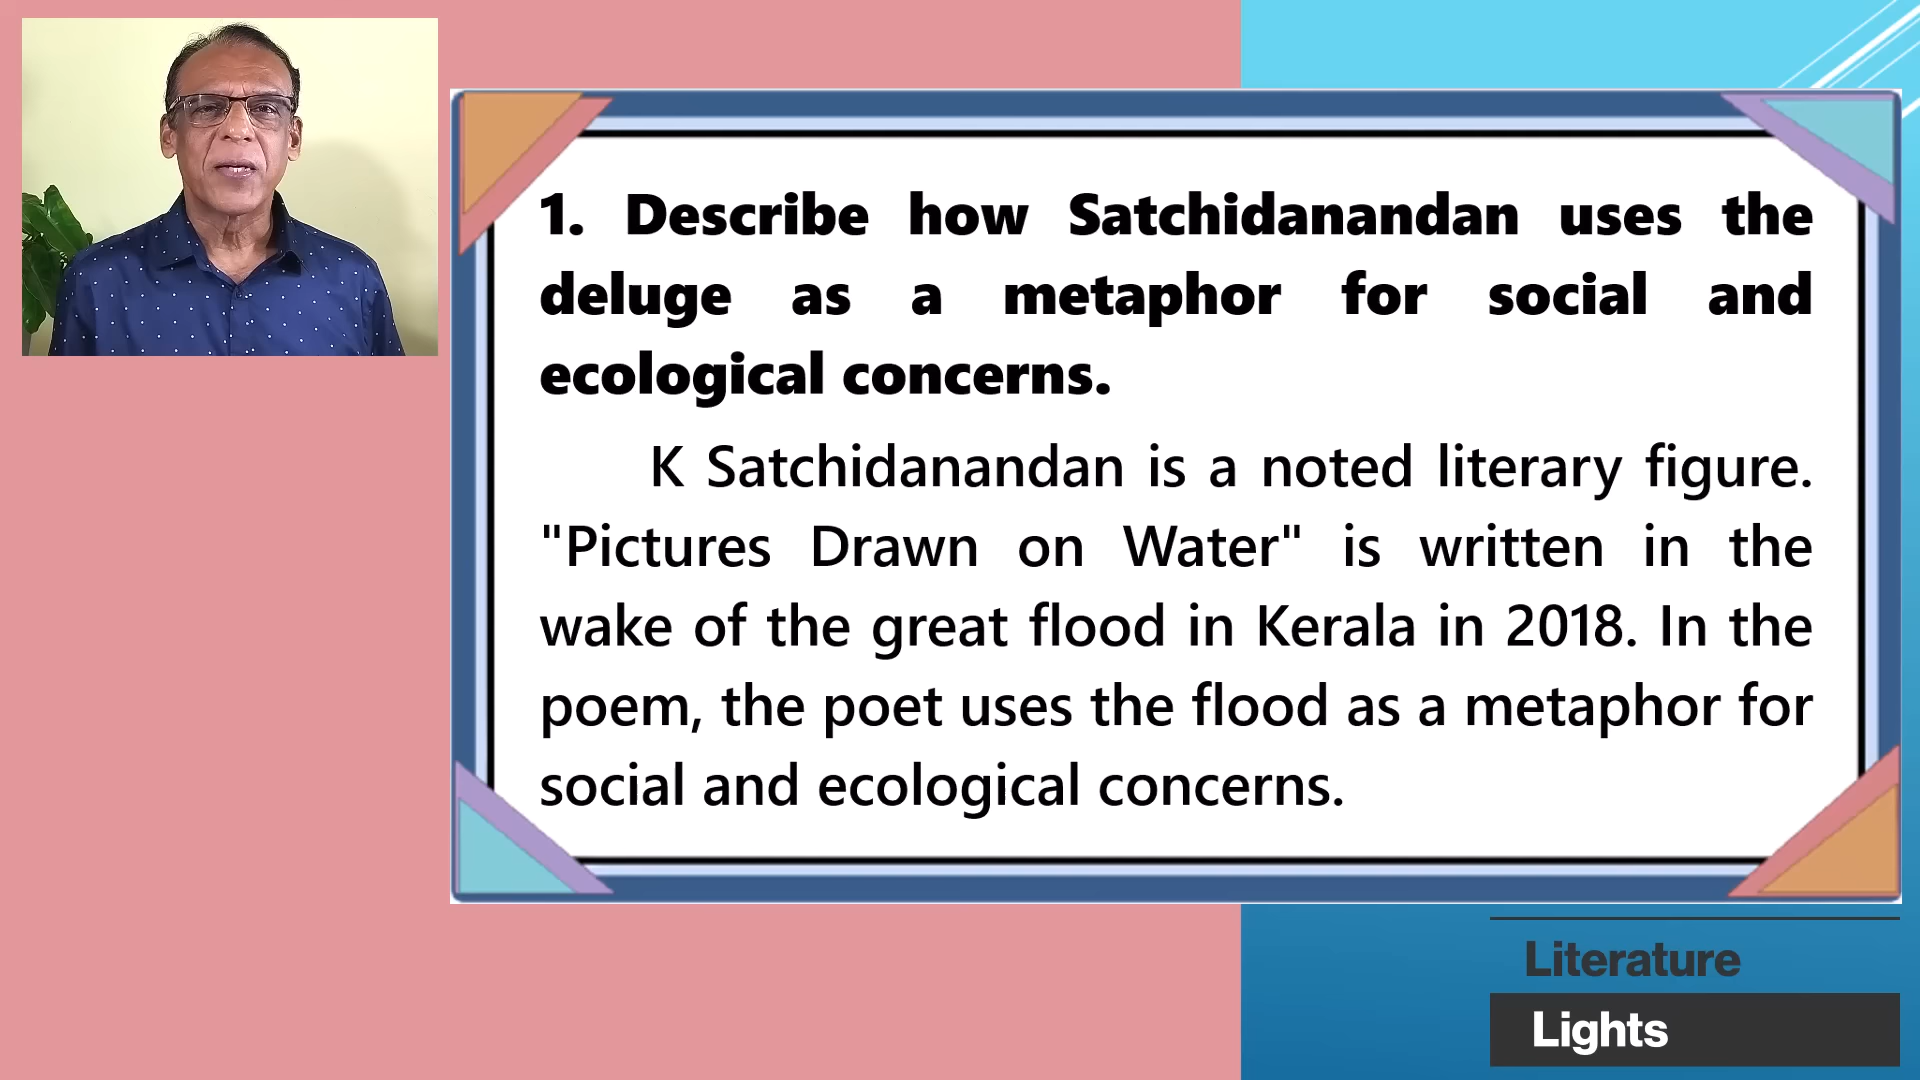 1. Describe how Satchidanandan uses the
deluge as a metaphor for social and
ecological concerns.
K Satchidanandan is a noted literary figure.
"Pictures Drawn on Water" is written in the
wake of the great flood in Kerala in 2018. In the
poem, the poet uses the flood as a metaphor for
social and ecological concerns.
Literature
Lights